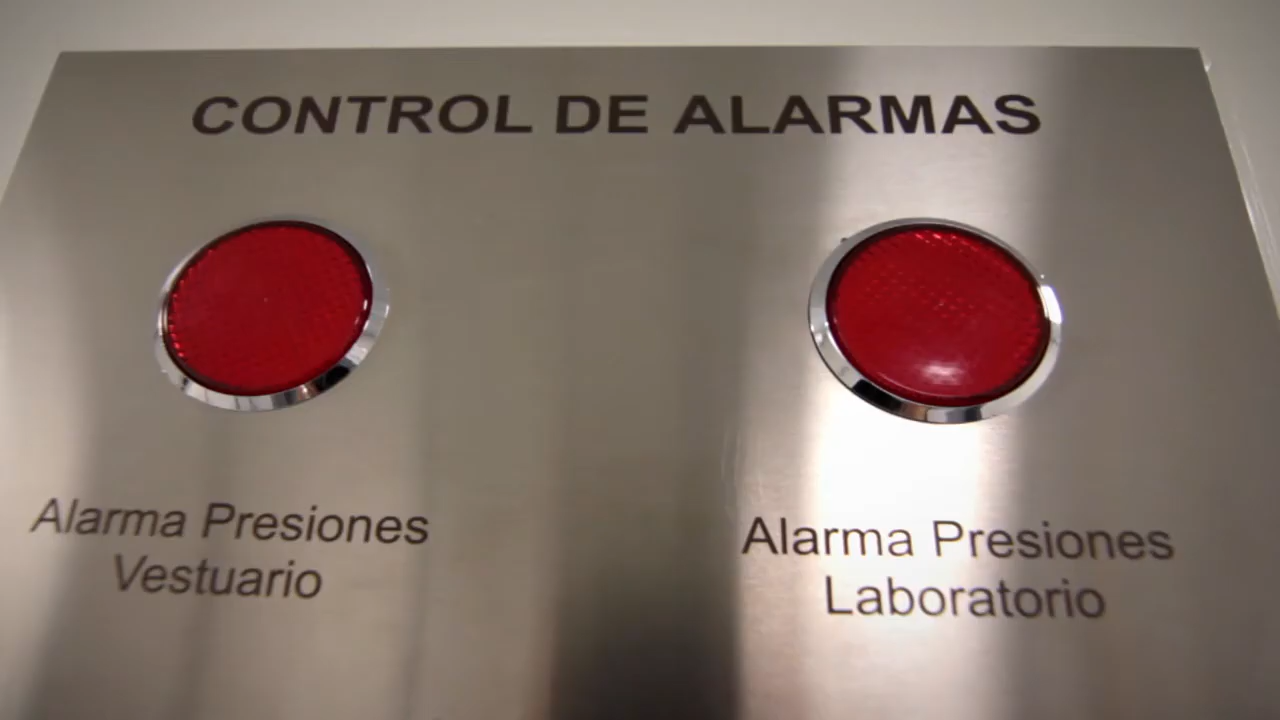 CONTROL DE ALARMAS
Alarma Presiones
Vestuario
Alarma Presiones
Laboratorio